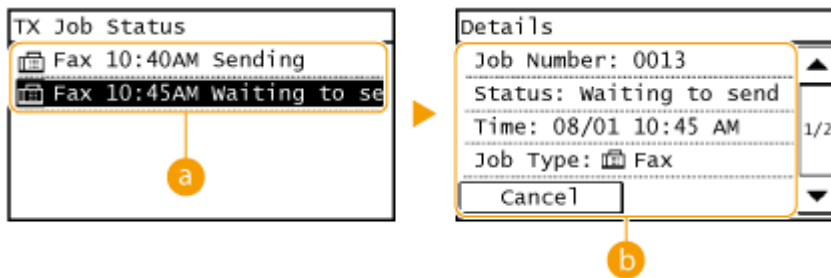 TX Job Status
Fax 10:40AM Sending
Fax 10:45AM Waiting to se
a
Details
Job Number: 0013
Status: Waiting to send
Time: 08/01 10:45 AM
Job Type: Fax
Cancel
1/2
b